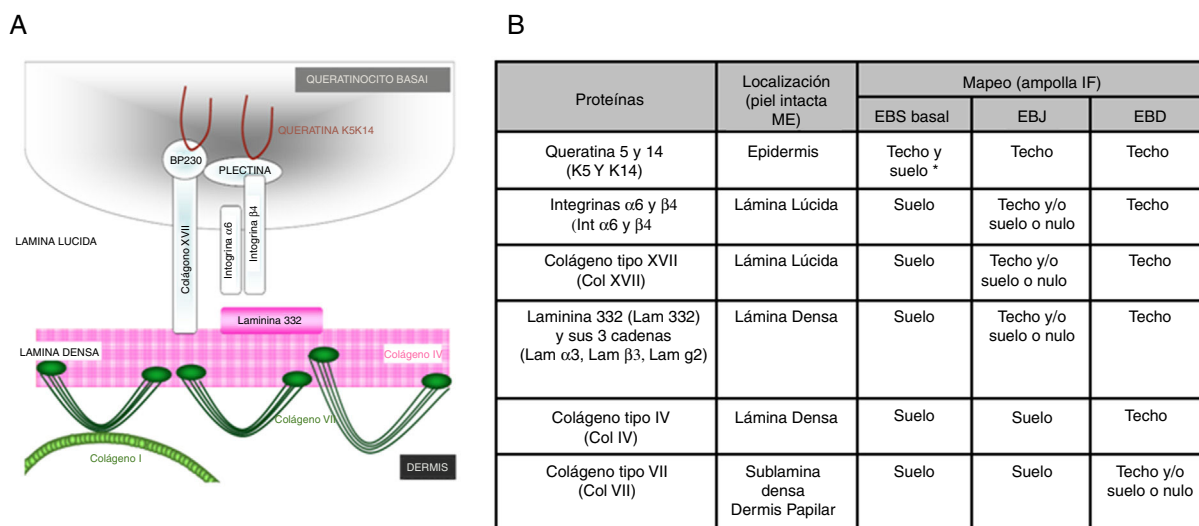 A
QUERATINOCITO BASAI
QUERATINA K5K14
BP230
PLECTINA
Colágono XVII
Intogrina α6
Intogrina β4
LAMINA LUCIDA
Laminina 332
LAMINA DENSA
Colágeno IV
Colágeno VII
Colágeno I
DERMIS
B
Proteínas
Localización
(piel intacta
ME)
Mapeo (ampolla IF)
EBS basal
EBJ
EBD
Queratina 5 y 14
(K5 Y K14)
Epidermis
Techo y
suelo *
Techo
Techo
Integrinas α6 y β4
(Int α6 y β4
Lámina Lúcida
Suelo
Techo y/o
suelo o nulo
Techo
Colágeno tipo XVII
(Col XVII)
Lámina Lúcida
Suelo
Techo y/o
suelo o nulo
Techo
Laminina 332 (Lam 332)
y sus 3 cadenas
(Lam α3, Lam β3, Lam g2)
Lámina Densa
Suelo
Techo y/o
suelo o nulo
Techo
Colágeno tipo IV
(Col IV)
Lámina Densa
Suelo
Suelo
Techo
Colágeno tipo VII
(Col VII)
Sublamina
densa
Dermis Papilar
Suelo
Suelo
Techo y/o
suelo o nulo